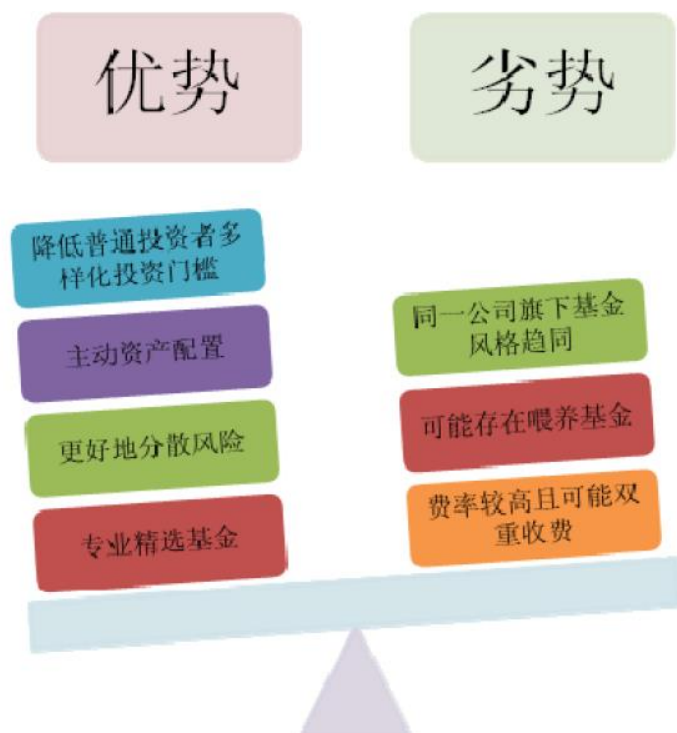 优势
劣势
降低普通投资者多
样化投资门槛
主动资产配置
更好地分散风险
专业精选基金
同一公司旗下基金
风格趋同
可能存在喂养基金
费率较高且可能双
重收费